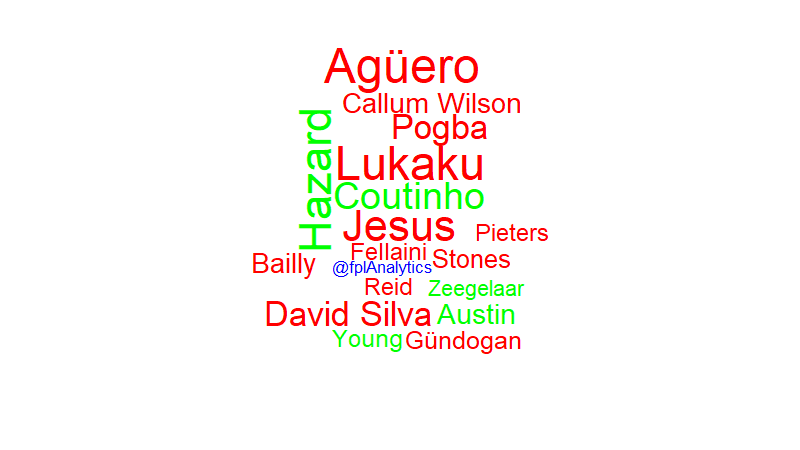 Agüero
Callum Wilson
Pogba
Hazard
Lukaku
Coutinho
Jesus
Pieters
Fellaini
Stones
Bailly
@fplAnalytics
Reid
Zeegelaar
David Silva
Austin
Young
Gündogan